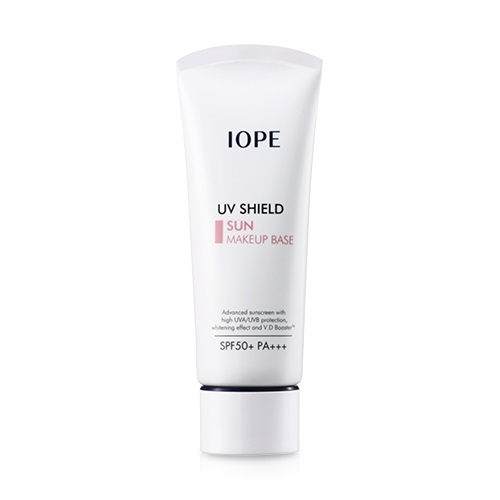 IOPE
UV SHIELD
SUN
MAKEUP BASE
Advanced sunscreen with
high UVA/UVB protection,
whitening effect and V.D Booster™
SPF50+ PA+++